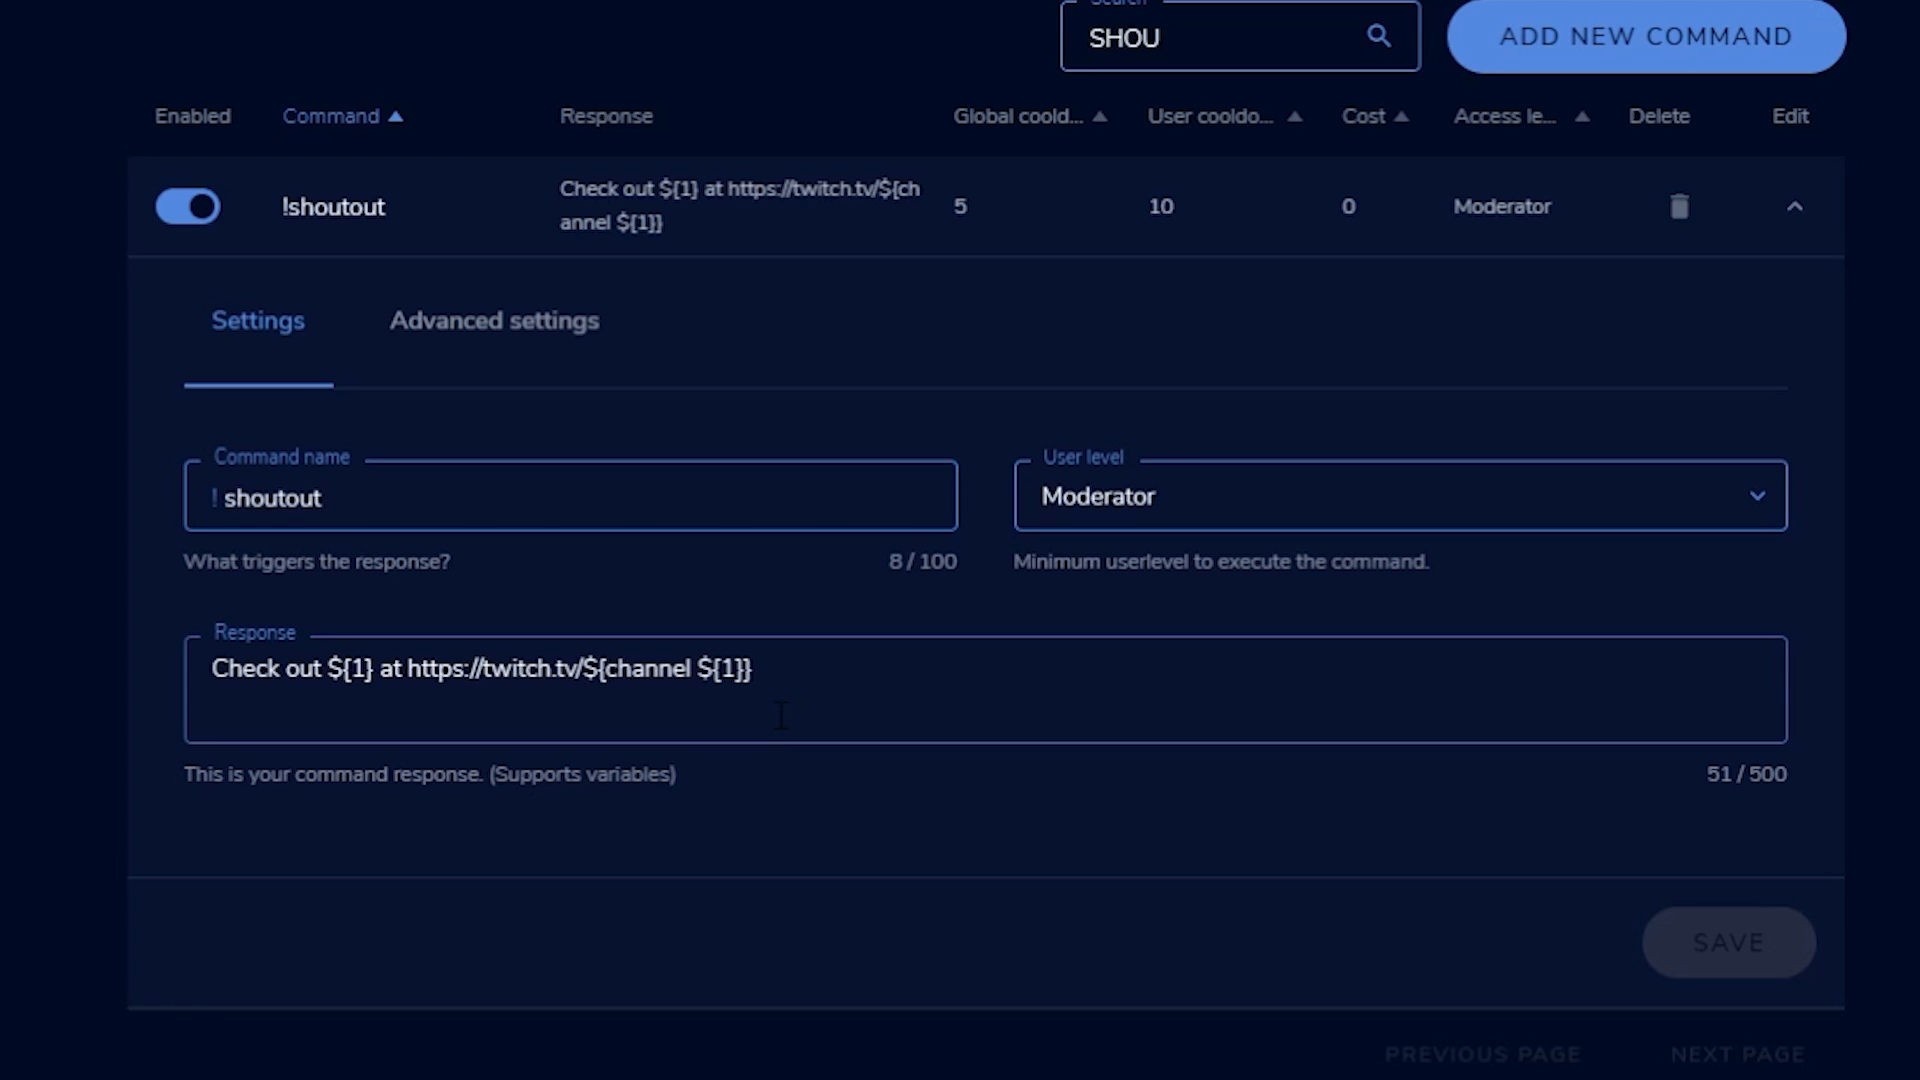 Search
SHOU
ADD NEW COMMAND
Enabled Command Response Global coold... User cooldo... Cost Access le... Delete Edit
!shoutout Check out ${1} at https://twitch.tv/${ch 5 10 0 Moderator
annel ${1}}
Settings Advanced settings
Command name User level
! shoutout Moderator
What triggers the response? 8 / 100 Minimum userlevel to execute the command.
Response
Check out ${1} at https://twitch.tv/${channel ${1}}
This is your command response. (Supports variables) 51 / 500
SAVE
PREVIOUS PAGE NEXT PAGE